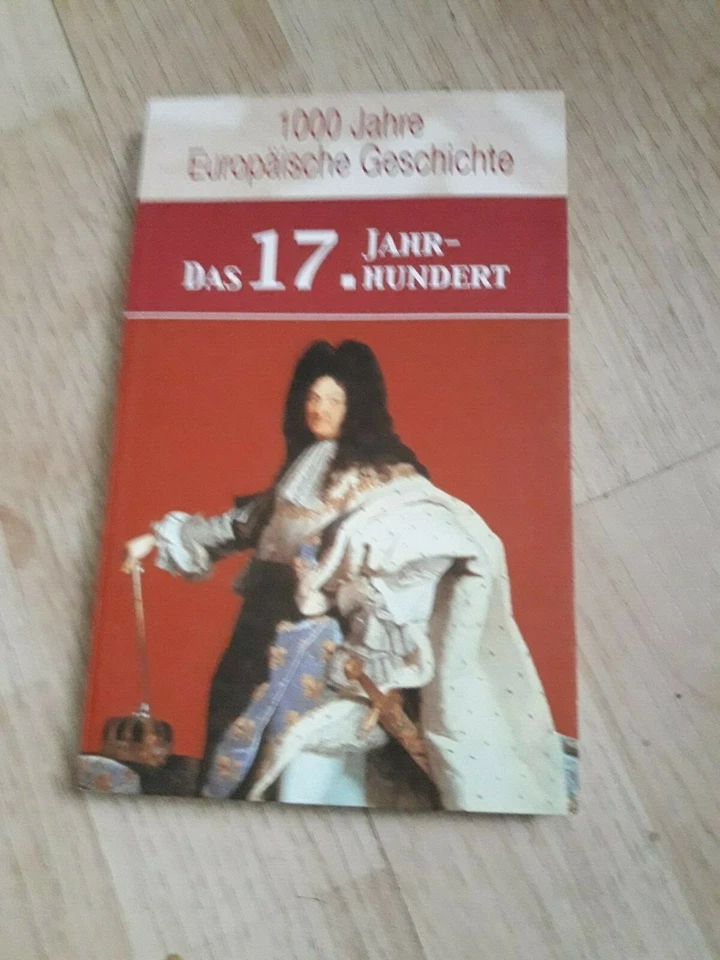 1000 Jahre
Europäische Geschichte
DAS 17. JAHR-
HUNDERT